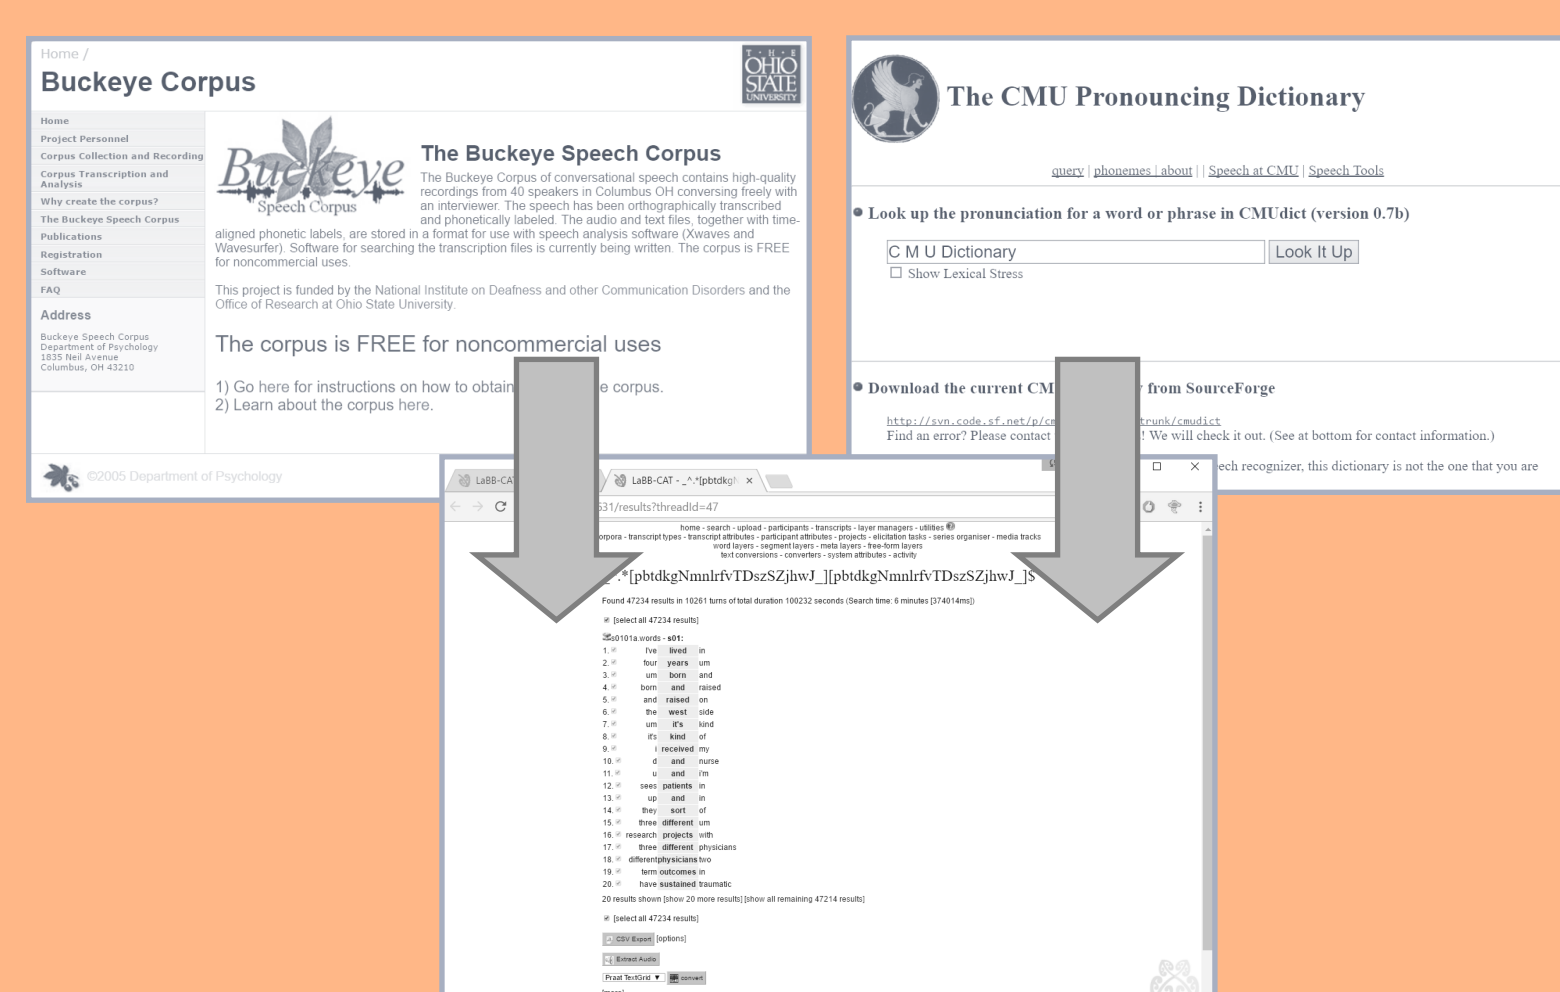 Home /
Buckeye Corpus
T · H · E
OHIO
STATE
UNIVERSITY
Home
Project Personnel
Corpus Collection and Recording
Corpus Transcription and
Analysis
Why create the corpus?
The Buckeye Speech Corpus
Publications
Registration
Software
FAQ
Address
Buckeye Speech Corpus
Department of Psychology
1835 Neil Avenue
Columbus, OH 43210
Buckeye
Speech Corpus
The Buckeye Speech Corpus
The Buckeye Corpus of conversational speech contains high-quality
recordings from 40 speakers in Columbus OH conversing freely with
an interviewer. The speech has been orthographically transcribed
and phonetically labeled. The audio and text files, together with time-
aligned phonetic labels, are stored in a format for use with speech analysis software (Xwaves and
Wavesurfer). Software for searching the transcription files is currently being written. The corpus is FREE
for noncommercial uses.
This project is funded by the National Institute on Deafness and other Communication Disorders and the
Office of Research at Ohio State University.
The corpus is FREE for noncommercial uses
1) Go here for instructions on how to obtain e corpus.
2) Learn about the corpus here.
©2005 Department of Psychology
The CMU Pronouncing Dictionary
query | phonemes | about | | Speech at CMU | Speech Tools
Look up the pronunciation for a word or phrase in CMUdict (version 0.7b)
C M U Dictionary Look It Up
Show Lexical Stress
Download the current CM from SourceForge
http://svn.code.sf.net/p/cm trunk/cmudict
Find an error? Please contact ! We will check it out. (See at bottom for contact information.)
ech recognizer, this dictionary is not the one that you are
LaBB-CA
LaBB-CAT - _^.*[pbtdkg
631/results?threadId=47
home - search - upload - participants - transcripts - layer managers - utilities
orpora - transcript types - transcript attributes - participant attributes - projects - elicitation tasks - series organiser - media tracks
word layers - segment layers - meta layers - free-form layers
text conversions - converters - system attributes - activity
_^.*[pbtdkgNmnlrfvTDszSZjhwJ_][pbtdkgNmnlrfvTDszSZjhwJ_]$
Found 47234 results in 10261 turns of total duration 100232 seconds (Search time: 6 minutes [374014ms])
[select all 47234 results]
s0101a.words - s01:
1. I've lived in
2. four years um
3. um born and
4. born and raised
5. and raised on
6. the west side
7. um it's kind
8. it's kind of
9. i received my
10. d and nurse
11. u and i'm
12. sees patients in
13. up and in
14. they sort of
15. three different um
16. research projects with
17. three different physicians
18. different physicians two
19. term outcomes in
20. have sustained traumatic
20 results shown [show 20 more results] [show all remaining 47214 results]
[select all 47234 results]
CSV Export [options]
Extract Audio
Praat TextGrid ▼ convert